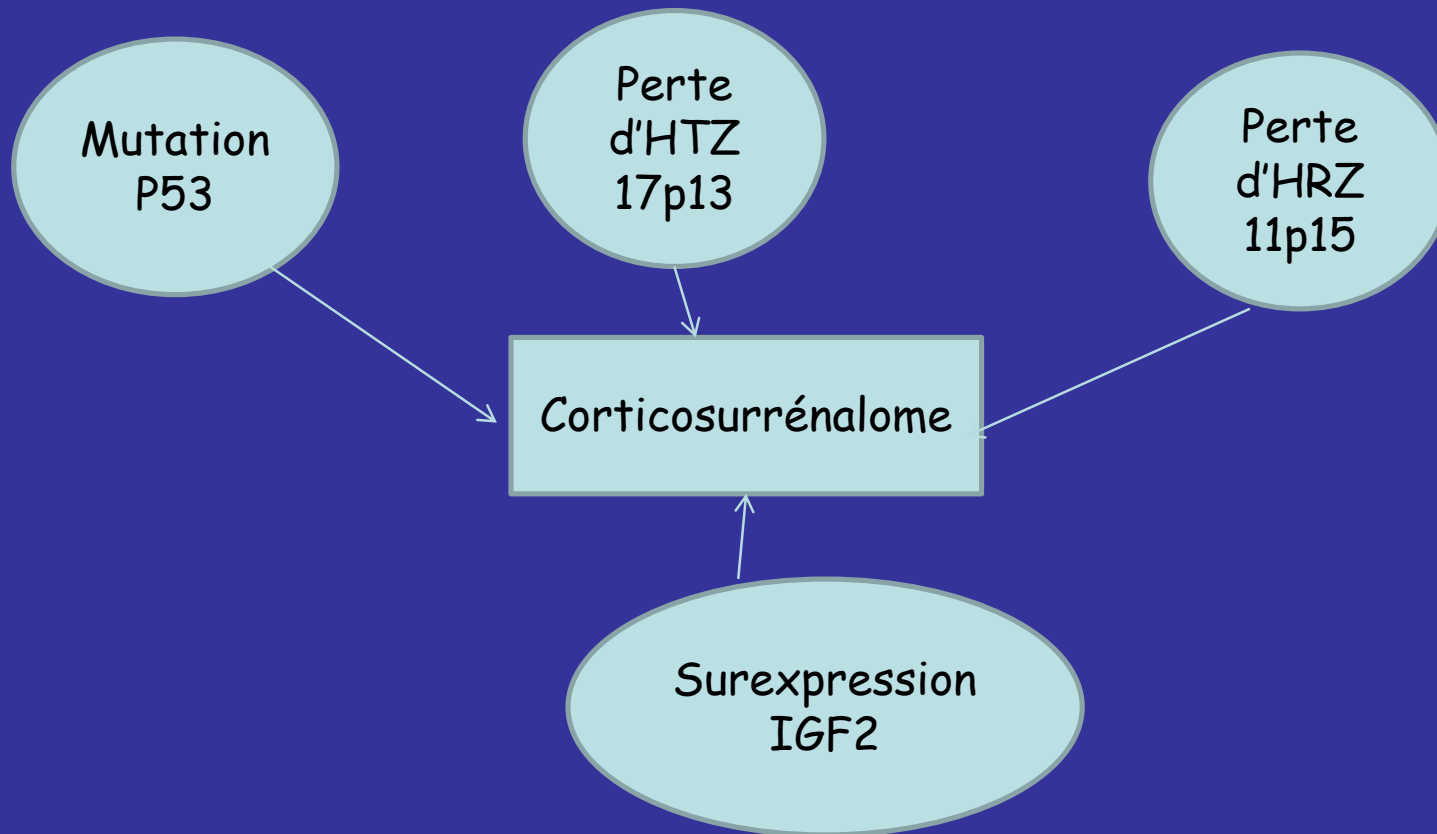 Mutation
P53
Perte
d'HTZ
17p13
Perte
d'HRZ
11p15
Corticosurrénalome
Surexpression
IGF2